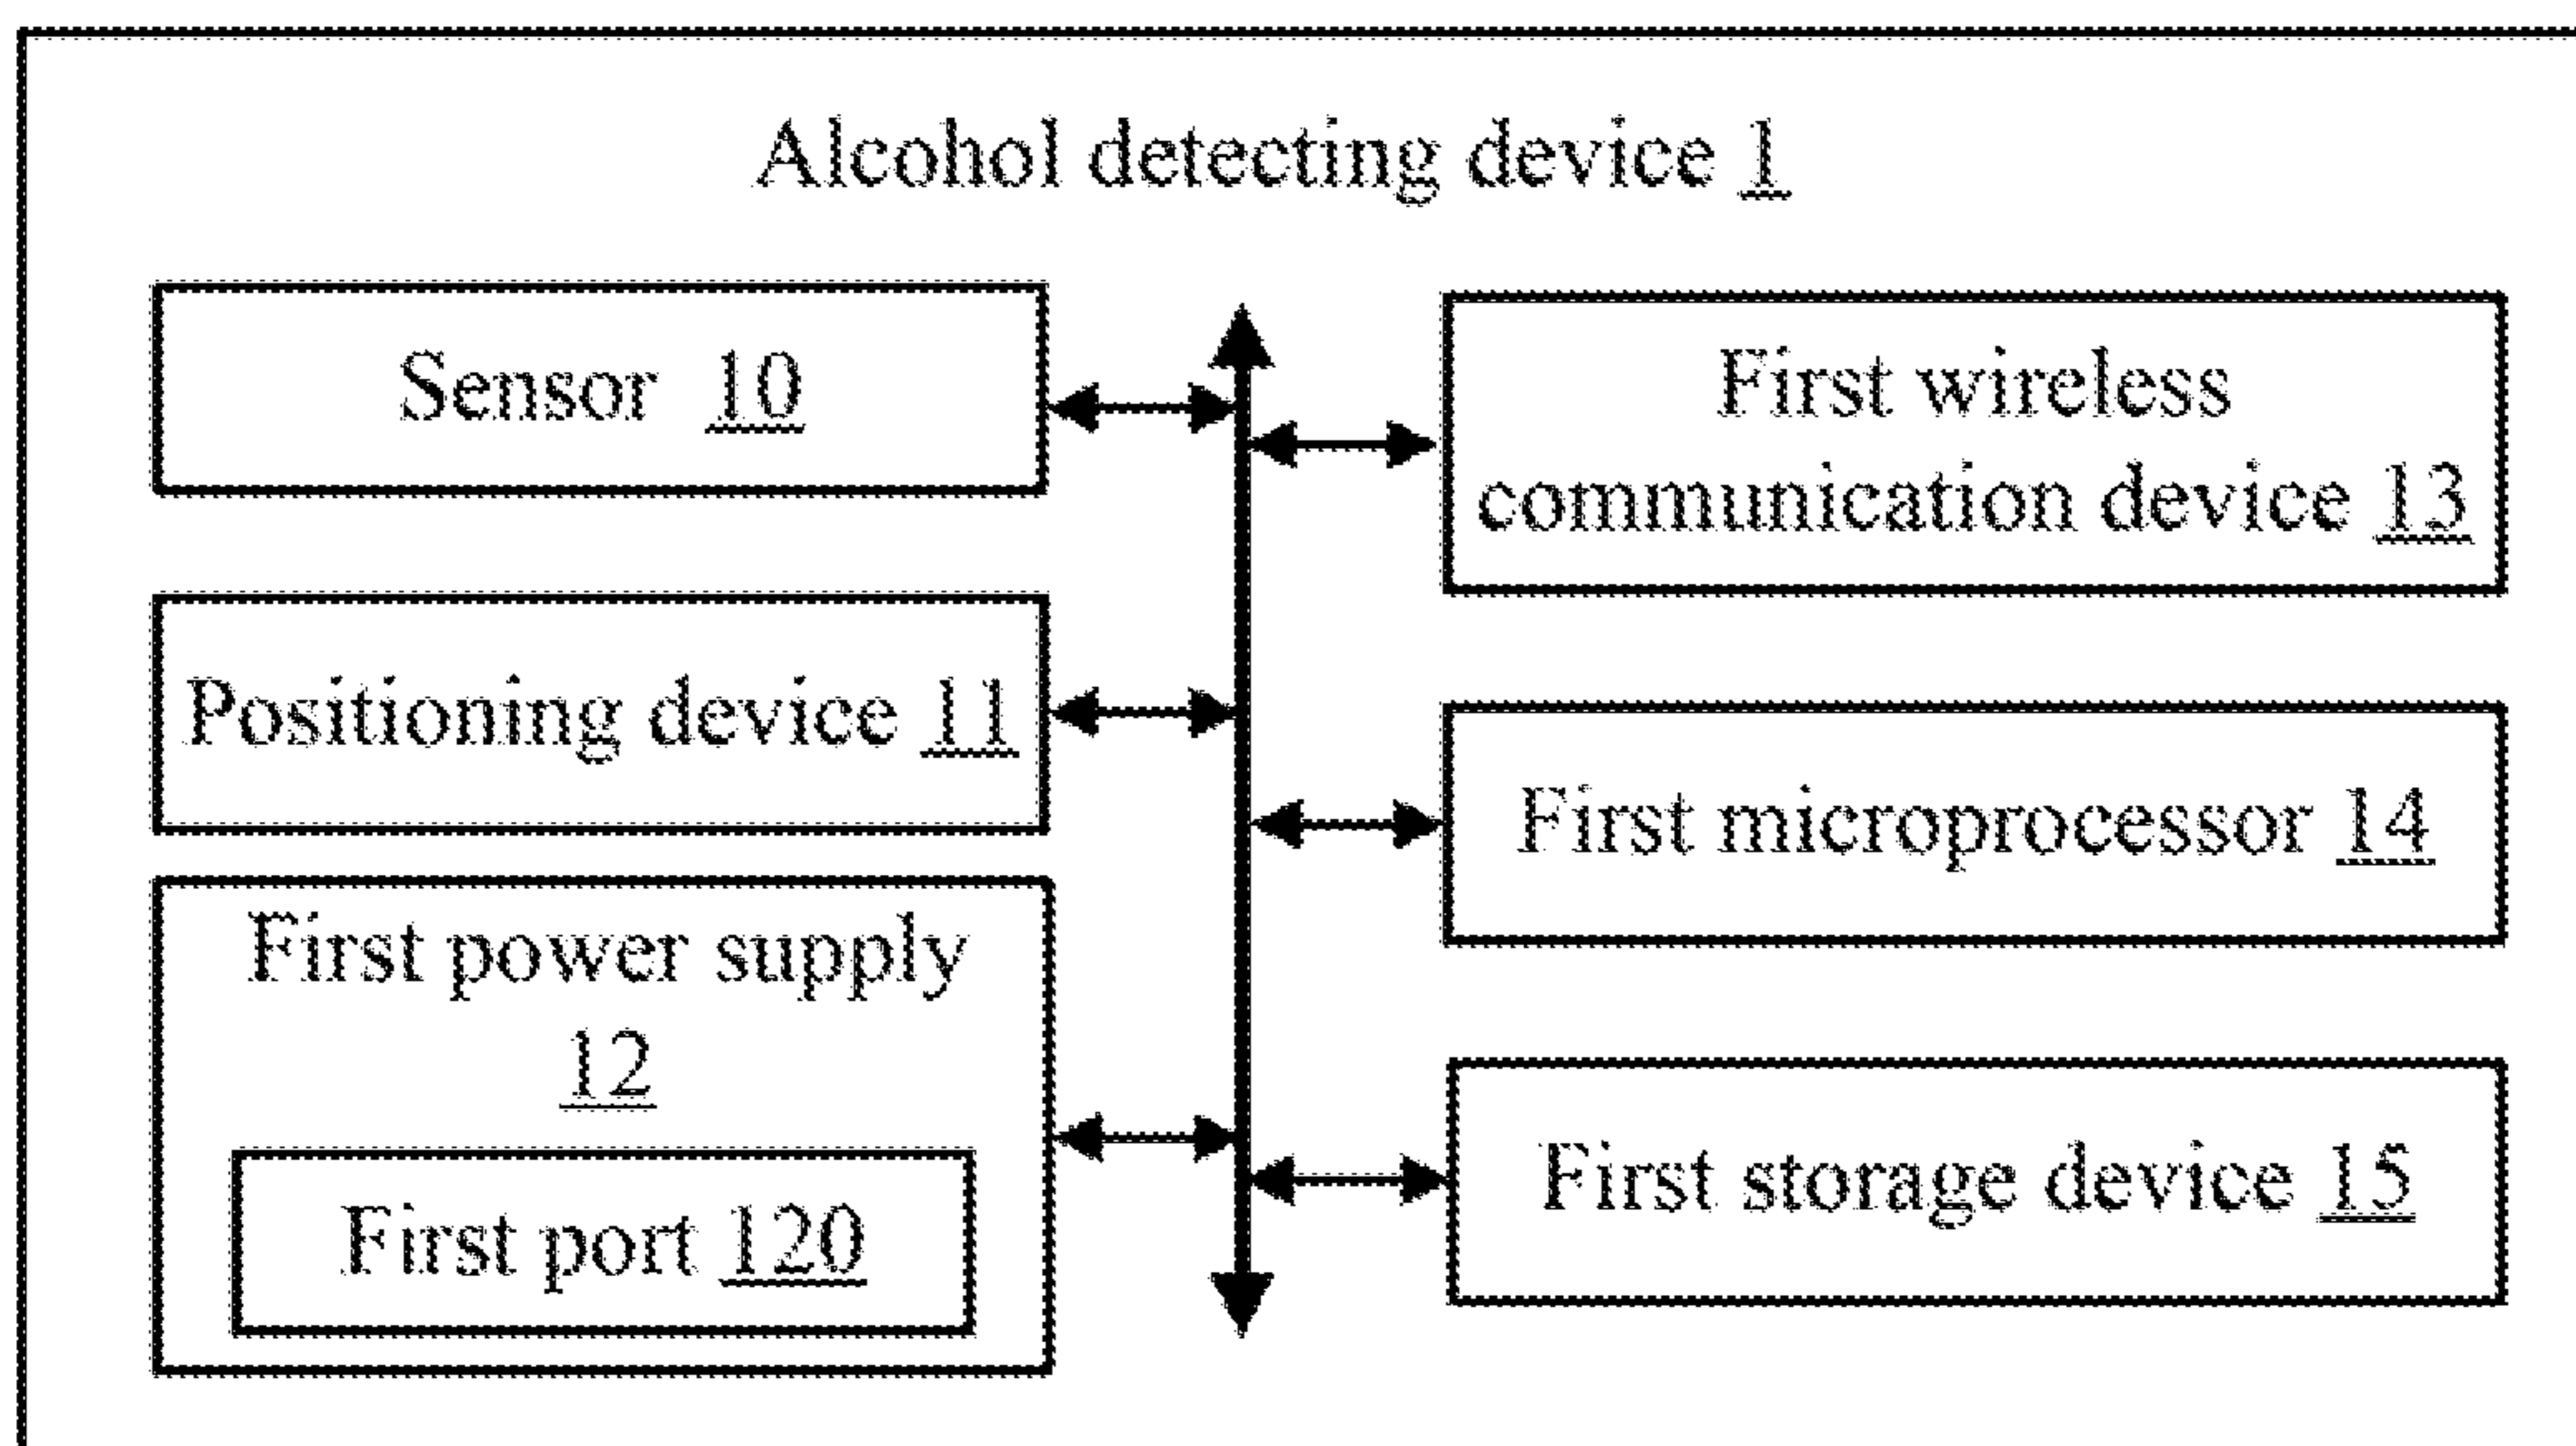 Alcohol detecting device 1
Sensor 10
Positioning device 11
First power supply
12
First port 120
First wireless
communication device 13
First microprocessor 14
First storage device 15